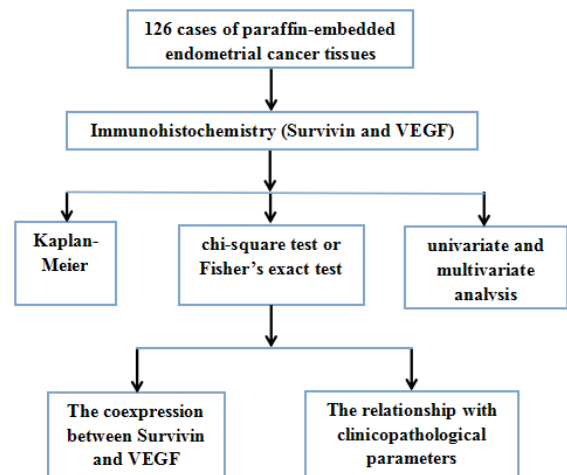 126 cases of paraffin-embedded
endometrial cancer tissues
Immunohistochemistry (Survivin and VEGF)
Kaplan-
Meier
chi-square test or
Fisher's exact test
univariate and
multivariate
analysis
The coexpression
between Survivin
and VEGF
The relationship with
clinicopathological
parameters